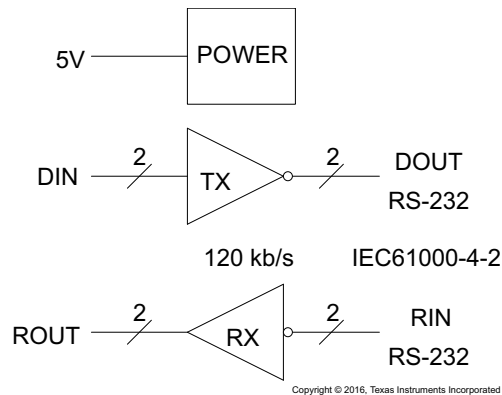 POWER
5V
2
2
DOUT
DIN
TX
RS-232
120 kb/s
IEC61000-4-2
2
2
RIN
ROUT
RX
RS-232
Copyright © 2016, Texas Instruments Incorporated